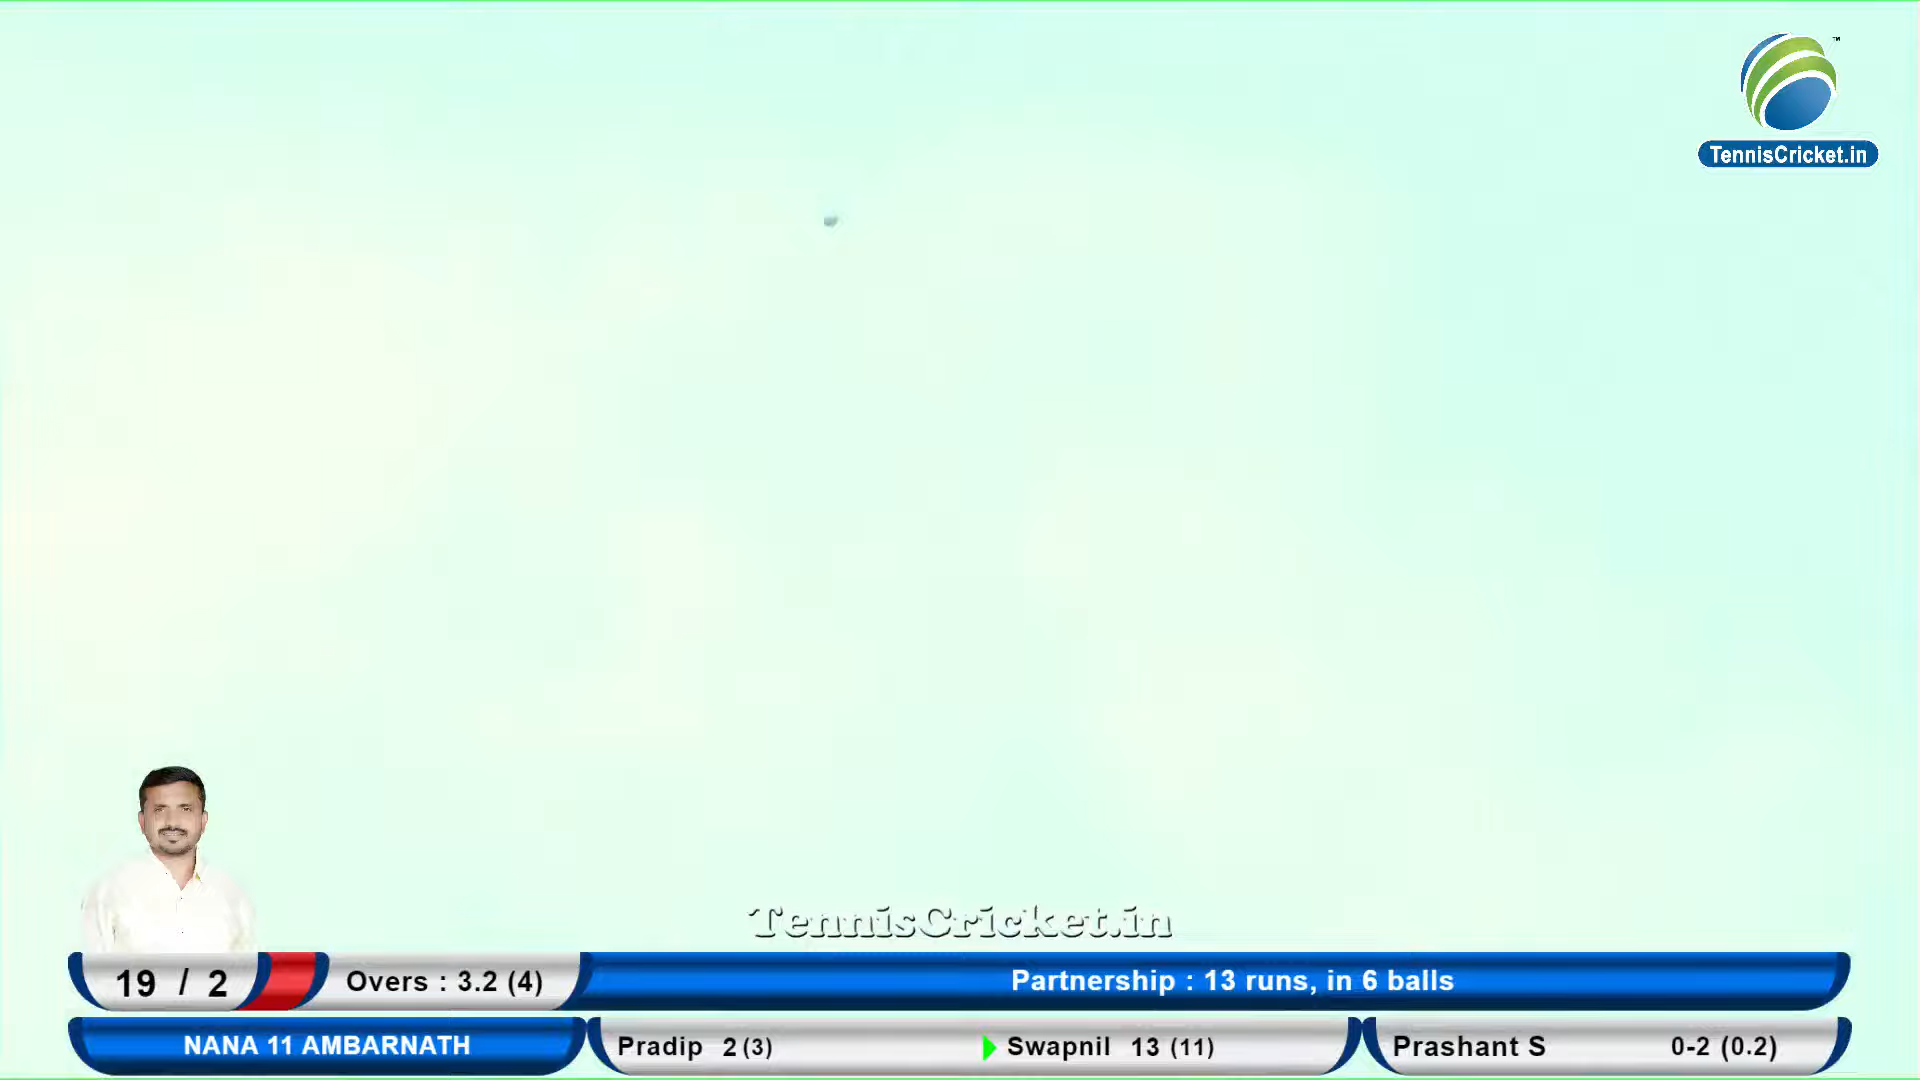 ™
TennisCricket.in
TennisCricket.in
19 / 2 Overs : 3.2 (4) Partnership : 13 runs, in 6 balls
NANA 11 AMBARNATH Pradip 2 (3) Swapnil 13 (11) Prashant S 0-2 (0.2)